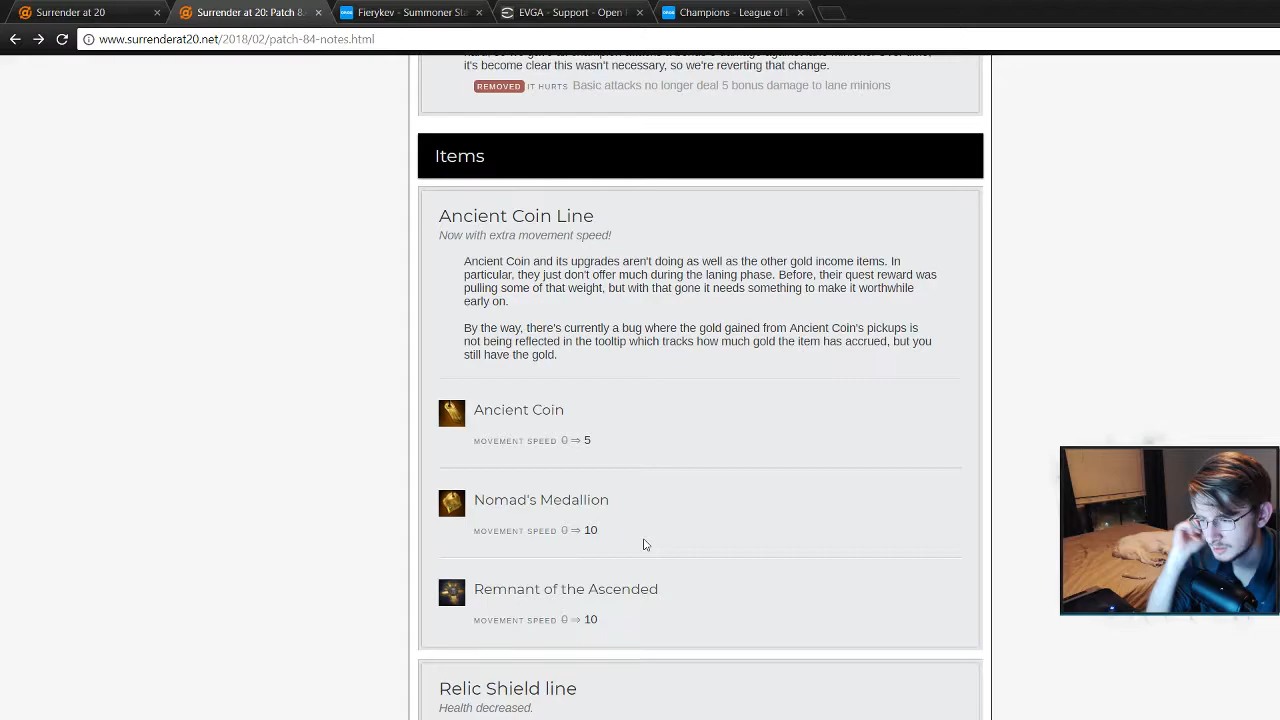 Surrender at 20
Surrender at 20: Patch 8.
Fierykev - Summoner Sta
EVGA - Support - Open
Champions - League of L
www.surrenderat20.net/2018/02/patch-84-notes.html
it's become clear this wasn't necessary, so we're reverting that change.
REMOVED IT HURTS Basic attacks no longer deal 5 bonus damage to lane minions
Items
Ancient Coin Line
Now with extra movement speed!
Ancient Coin and its upgrades aren't doing as well as the other gold income items. In
particular, they just don't offer much during the laning phase. Before, their quest reward was
pulling some of that weight, but with that gone it needs something to make it worthwhile
early on.
By the way, there's currently a bug where the gold gained from Ancient Coin's pickups is
not being reflected in the tooltip which tracks how much gold the item has accrued, but you
still have the gold.
Ancient Coin
MOVEMENT SPEED 0 ⇒ 5
Nomad's Medallion
MOVEMENT SPEED 0 ⇒ 10
Remnant of the Ascended
MOVEMENT SPEED 0 ⇒ 10
Relic Shield line
Health decreased.